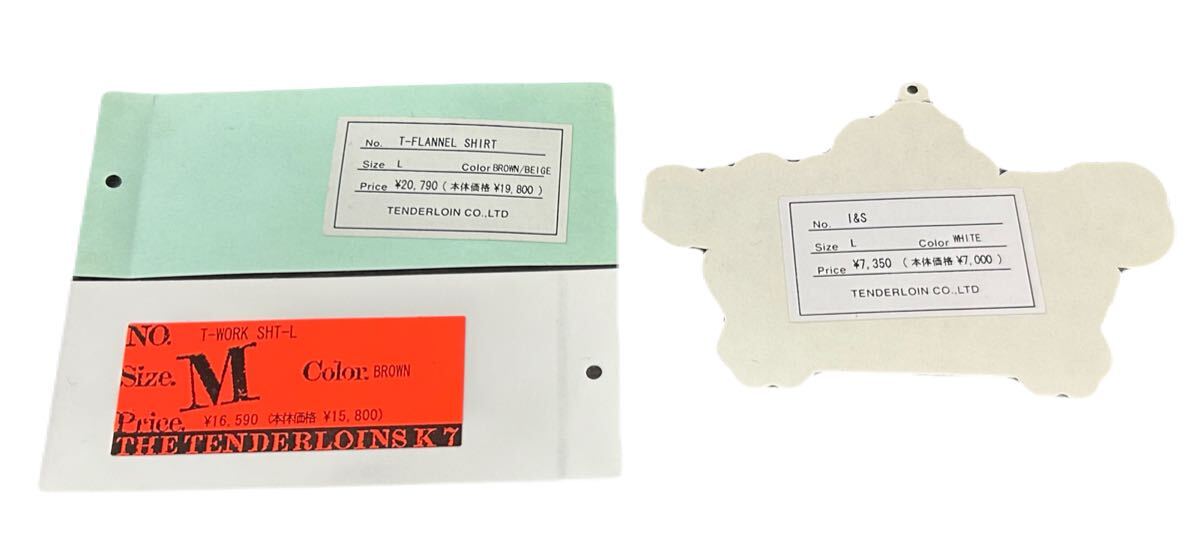 No. T-FLANNEL SHIRT
Size L Color BROWN/BEIGE
Price ¥20,790 (本体価格 ¥19,800)
TENDERLOIN CO.,LTD
NO. T-WORK SHT-L
Size. M Color. BROWN
Price. ¥16,590 (本体価格 ¥15,800)
THE TENDERLOINS K 7
No. I&S
Size L Color WHITE
Price ¥7,350 (本体価格 ¥7,000)
TENDERLOIN CO.,LTD